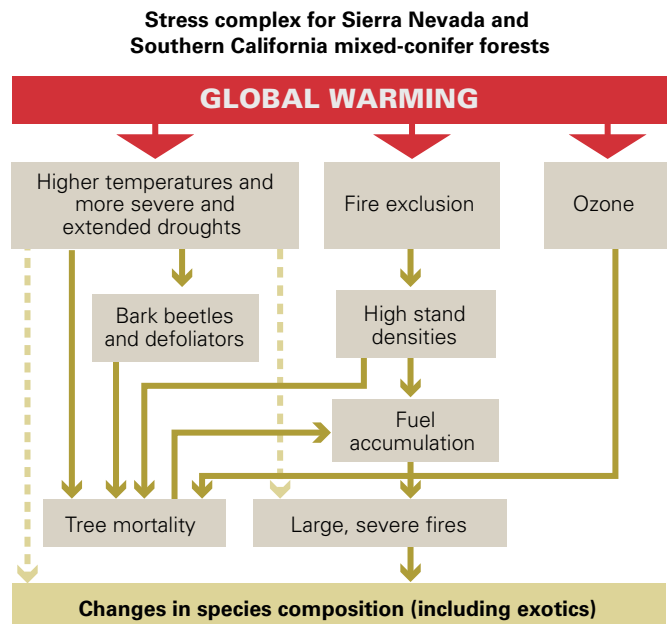 Stress complex for Sierra Nevada and
Southern California mixed-conifer forests
GLOBAL WARMING
Higher temperatures and
more severe and
extended droughts
Fire exclusion
Ozone
Bark beetles
and defoliators
High stand
densities
Fuel
accumulation
Tree mortality
Large, severe fires
Changes in species composition (including exotics)